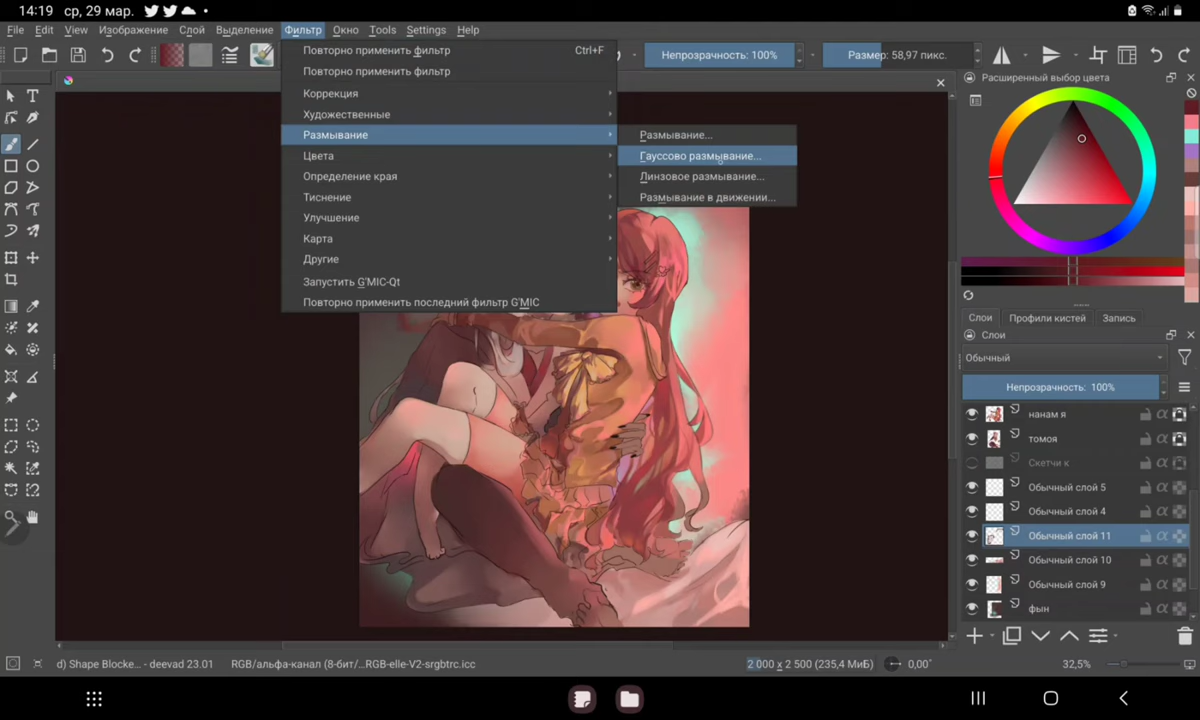 14:19 ср, 29 мар.
File Edit View Изображение Слой Выделение Фильтр Окно Tools Settings Help
Повторно применить фильтр Ctrl+F
Повторно применить фильтр
Коррекция
Художественные
Размывание
Цвета
Определение края
Тиснение
Улучшение
Карта
Другие
Запустить G'MIC-Qt
Повторно применить последний фильтр G'MIC
Размывание...
Гауссово размывание...
Линзовое размывание...
Размывание в движении...
Непрозрачность: 100%
Размер: 58,97 пикс.
Расширенный выбор цвета
Слои Профили кистей Запись
Слои
Обычный
Непрозрачность: 100%
нанам я
томоя
Скетчи к
Обычный слой 5
Обычный слой 4
Обычный слой 11
Обычный слой 10
Обычный слой 9
фын
d) Shape Blocke... - deevad 23.01
RGB/альфа-канал (8-бит/...RGB-elle-V2-srgbtrc.icc
2 000 x 2 500 (235,4 МиБ)
0,00°
32,5%